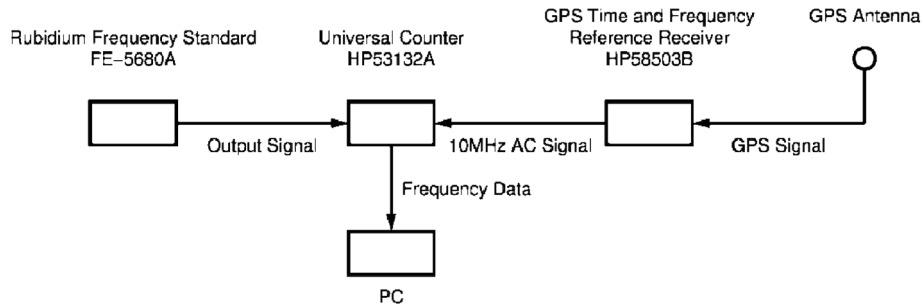 Rubidium Frequency Standard
FE-5680A
Universal Counter
HP53132A
GPS Time and Frequency
Reference Receiver
HP58503B
GPS Antenna
Output Signal
10MHz AC Signal
GPS Signal
Frequency Data
PC